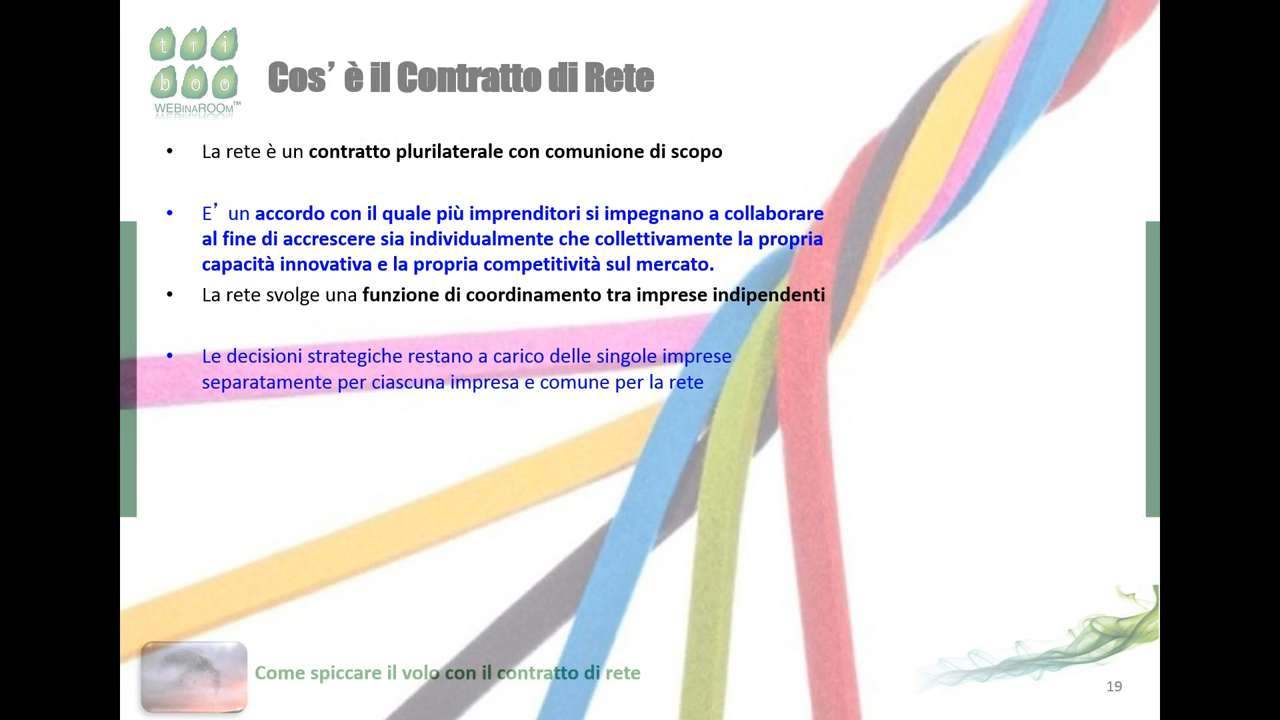 tri
boo
WEBINAROOM™
Cos’ è il Contratto di Rete
• La rete è un contratto plurilaterale con comunione di scopo
• E’ un accordo con il quale più imprenditori si impegnano a collaborare
al fine di accrescere sia individualmente che collettivamente la propria
capacità innovativa e la propria competitività sul mercato.
• La rete svolge una funzione di coordinamento tra imprese indipendenti
• Le decisioni strategiche restano a carico delle singole imprese
separatamente per ciascuna impresa e comune per la rete
Come spiccare il volo con il contratto di rete
19